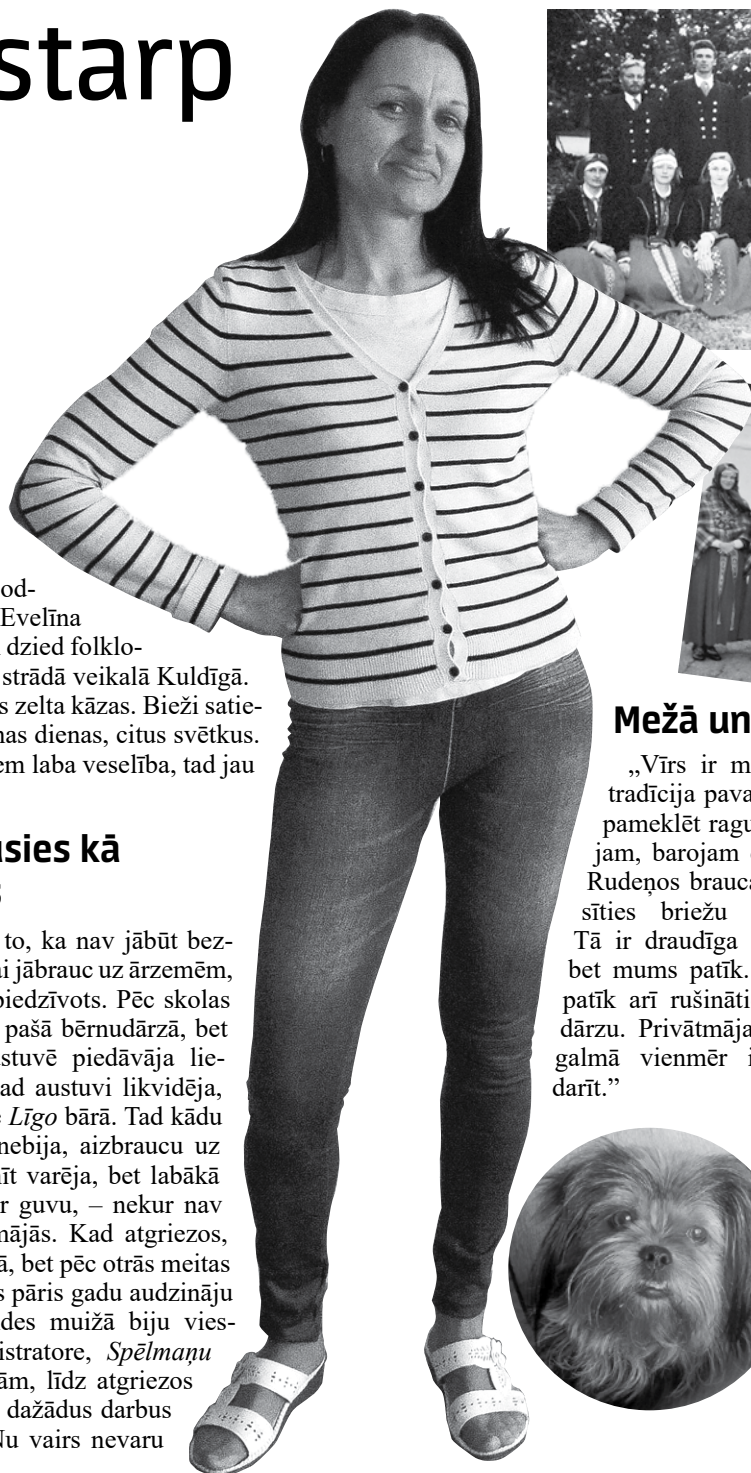 starp
od-
Evelīna
dzied folklo-
strādā veikalā Kuldīgā.
s zelta kāzas. Bieži satie-
nas dienas, citus svētkus.
em laba veselība, tad jau
usies kā
s
to, ka nav jābūt bez-
ai jābrauc uz ārzemēm,
piedzīvots. Pēc skolas
pašā bērnudārzā, bet
stuvē piedāvāja lie-
ad austuvi likvidēja,
e Līgo bārā. Tad kādu
nebija, aizbraucu uz
nīt varēja, bet labākā
r guvu, – nekur nav
mājās. Kad atgriezos,
ā, bet pēc otrās meitas
s pāris gadu audzināju
des muižā biju vies-
istratore, Spēlmaņu
ām, līdz atgriezos
dažādus darbus
Nu vairs nevaru
Mežā un
„Vīrs ir m
tradīcija pava
pameklēt ragu
jam, barojam
Rudeņos brauca
sīties briežu
Tā ir draudīga
bet mums patīk.
patīk arī rušināti
dārzu. Privātmāja
galmā vienmēr i
darīt.”